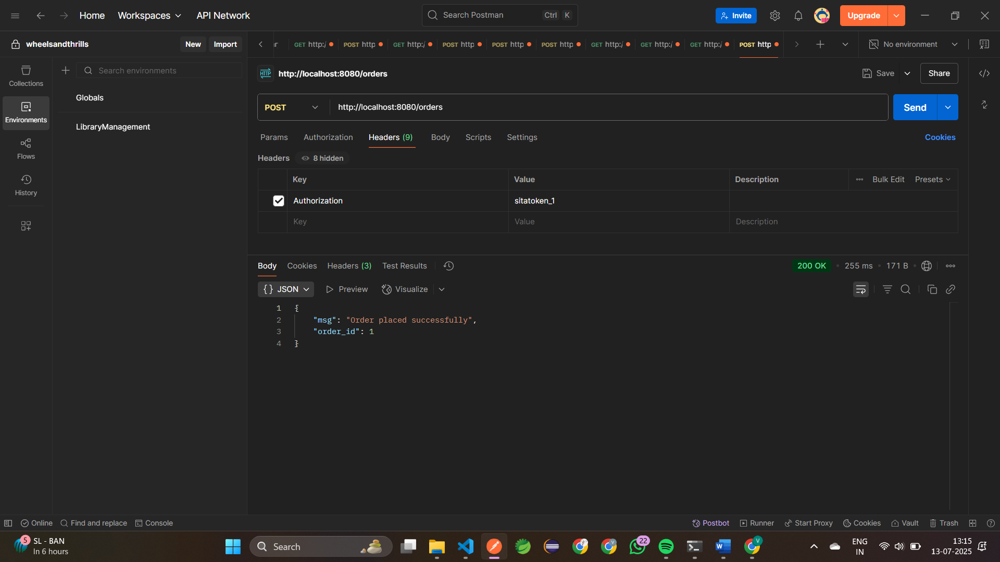 Home Workspaces API Network Search Postman Ctrl K Invite Upgrade
wheelsandthrills New Import GET http:/ POST http GET http:/ POST http POST http POST http GET http:/ GET http:/ GET http:/ POST http No environment
Search environments
Collections
Environments
Flows
History
Globals
LibraryManagement
HTTP http://localhost:8080/orders Save Share
POST http://localhost:8080/orders Send
Params Authorization Headers (9) Body Scripts Settings Cookies
Headers 8 hidden
Key Value Description Bulk Edit Presets
Authorization sitatoken_1
Key Value Description
Body Cookies Headers (3) Test Results 200 OK 255 ms 171 B
{} JSON Preview Visualize
1 {
2 "msg": "Order placed successfully",
3 "order_id": 1
4 }
Online Find and replace Console Postbot Runner Start Proxy Cookies Vault Trash
5 SL - BAN
In 6 hours
Search
22
V
V
ENG
IN
13:15
13-07-2025